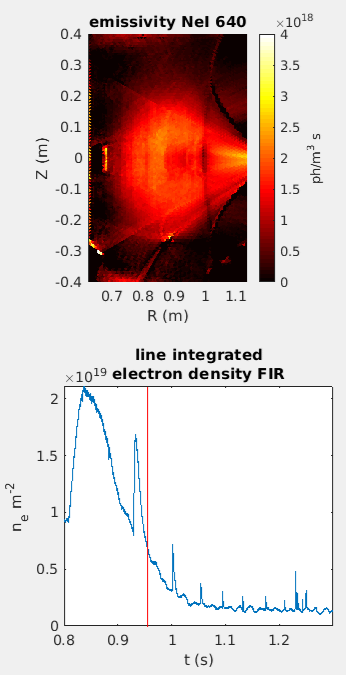 emissivity NeI 640
×10^18
0.4
0.3
0.2
0.1
0
-0.1
-0.2
-0.3
-0.4
Z (m)
0.7 0.8 0.9 1 1.1
R (m)
4
3.5
3
2.5
2
1.5
1
0.5
0
ph/m^3 s
line integrated
electron density FIR
×10^19
2
1.5
1
0.5
0
n_e m^-2
0.8 0.9 1 1.1 1.2
t (s)